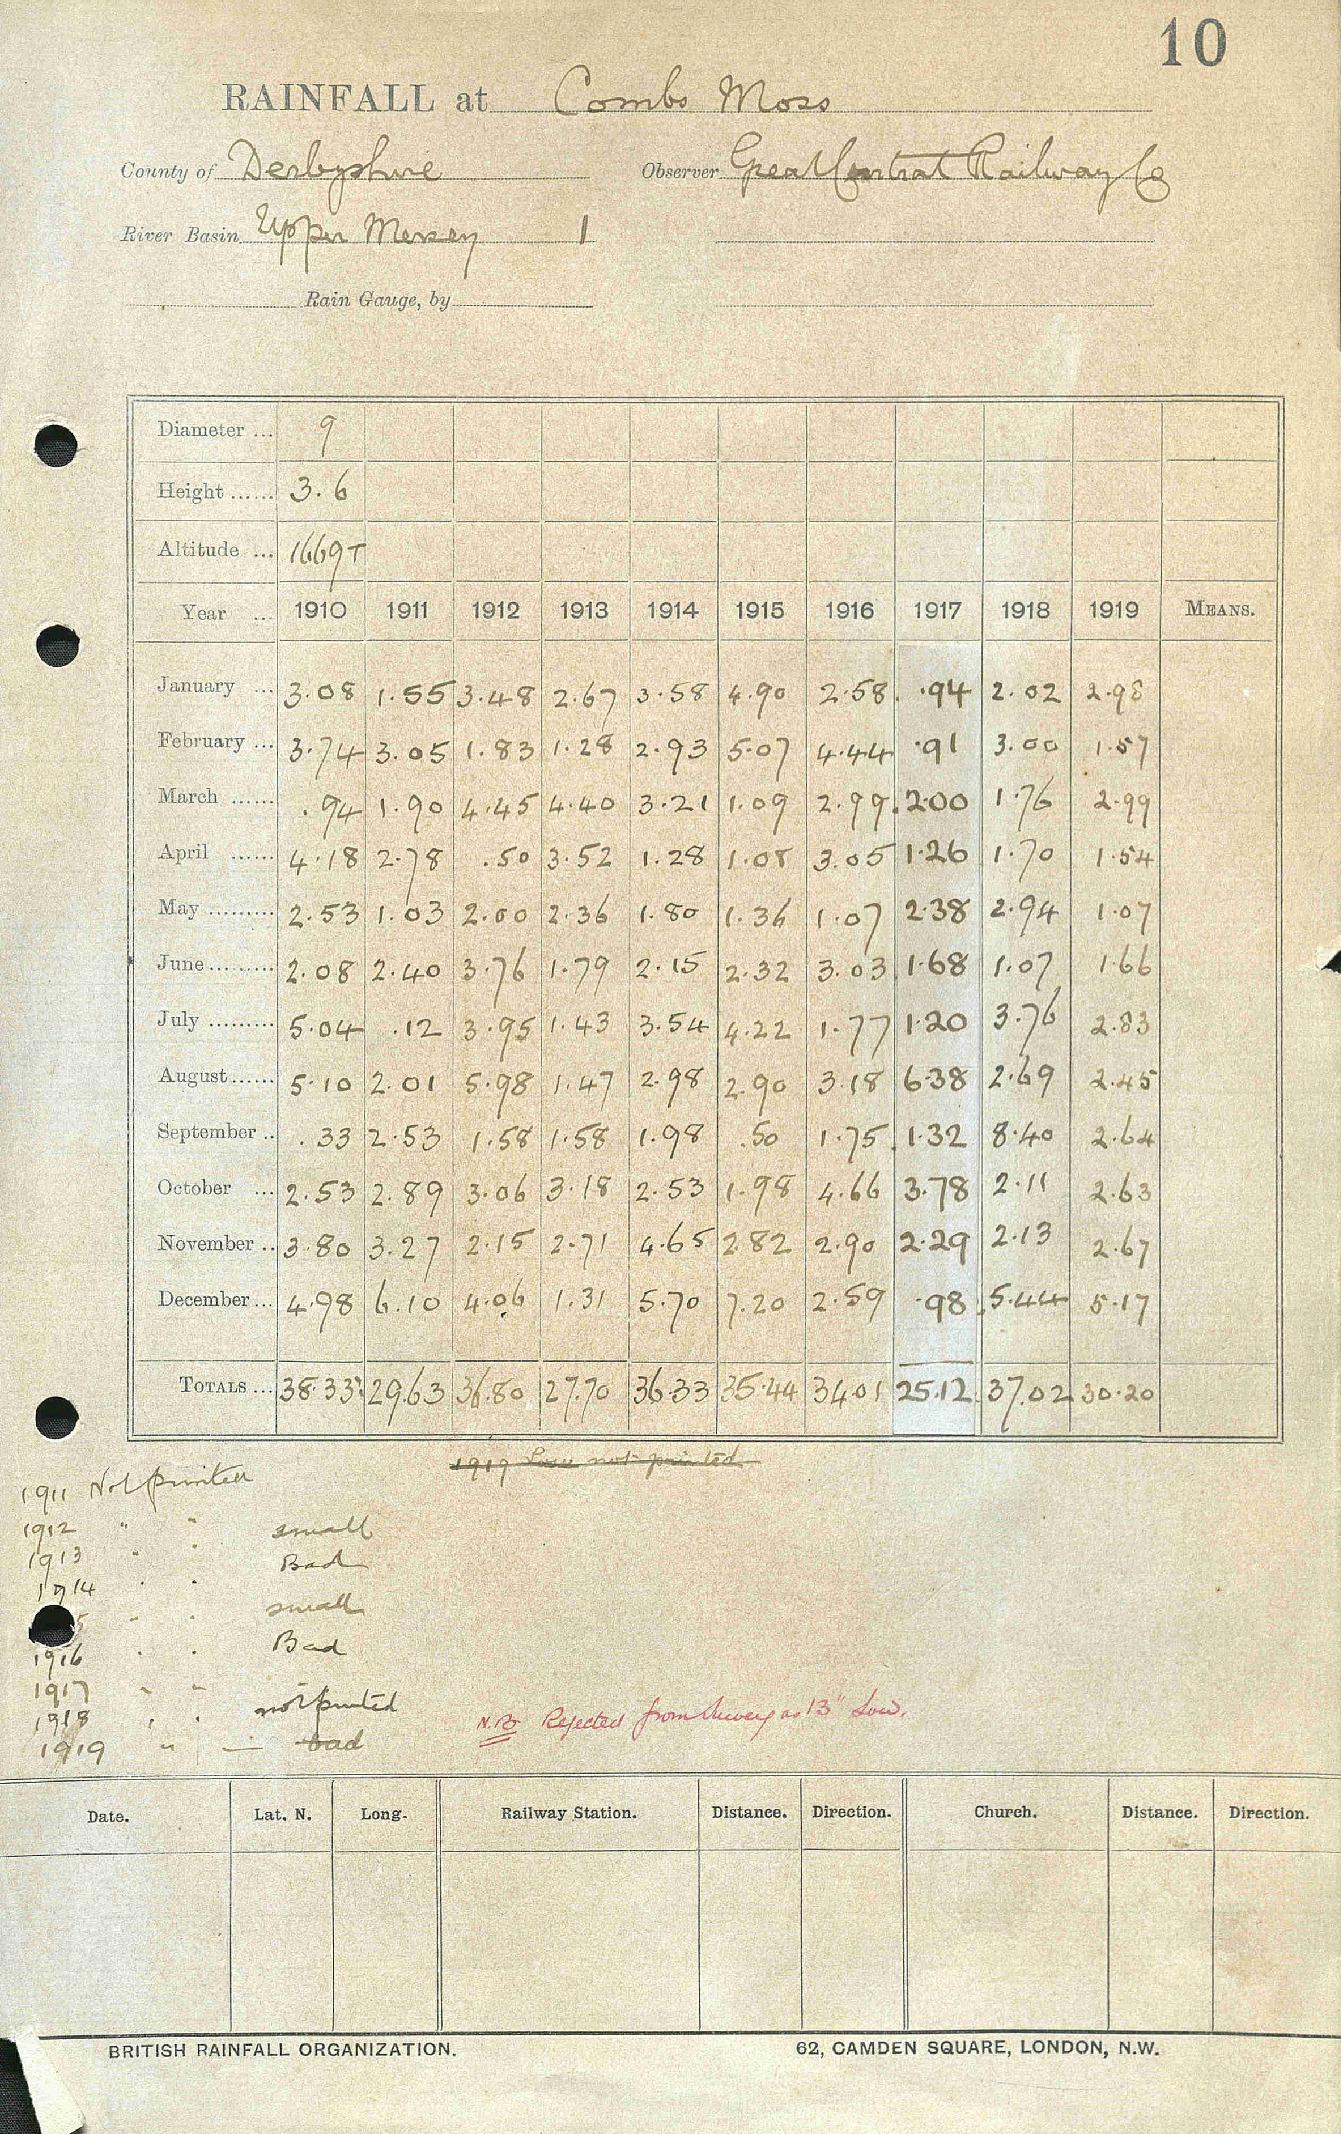 10
RAINFALL at Combs Moss
County of Derbyshire Observer Great Central Railway Co
River Basin Upper Mersey 1
Rain Gauge, by
Diameter ... 9
Height ...... 3.6
Altitude ... 1669T
Year ... 1910 1911 1912 1913 1914 1915 1916 1917 1918 1919 MEANS.
January ... 3.08 1.55 3.48 2.67 3.58 4.90 2.58 .94 2.02 2.98
February ... 3.74 3.05 1.83 1.28 2.93 5.07 4.44 .91 3.00 1.57
March ...... .94 1.90 4.45 4.40 3.21 1.09 2.99 2.00 1.76 2.99
April ...... 4.18 2.78 .50 3.52 1.28 1.08 3.05 1.26 1.70 1.54
May ......... 2.53 1.03 2.00 2.36 1.80 1.36 1.07 2.38 2.94 1.07
June ......... 2.08 2.40 3.76 1.79 2.15 2.32 3.03 1.68 1.07 1.66
July ......... 5.04 .12 3.95 1.43 3.54 4.22 1.77 1.20 3.76 2.83
August ...... 5.10 2.01 5.98 1.47 2.98 2.90 3.18 6.38 2.69 2.45
September .. .33 2.53 1.58 1.58 1.98 .50 1.75 1.32 8.40 2.64
October ... 2.53 2.89 3.06 3.18 2.53 1.98 4.66 3.78 2.11 2.63
November .. 3.80 3.27 2.15 2.71 4.65 2.82 2.90 2.29 2.13 2.67
December ... 4.98 6.10 4.06 1.31 5.70 7.20 2.59 .98 5.44 5.17
TOTALS ... 38.33 29.63 36.80 27.70 36.33 35.44 34.01 25.12 37.02 30.20
1919 Low not printed
1911 Not printed
1912 " " small
1913 " " Bad
1914 " "
5 " " small
1916 " " Bad
1917 " "
1918 " " not printed
1919 " — bad
N.B. Rejected from Survey as 13" Low.
Date. Lat. N. Long. Railway Station. Distance. Direction. Church. Distance. Direction.
BRITISH RAINFALL ORGANIZATION. 62, CAMDEN SQUARE, LONDON, N.W.